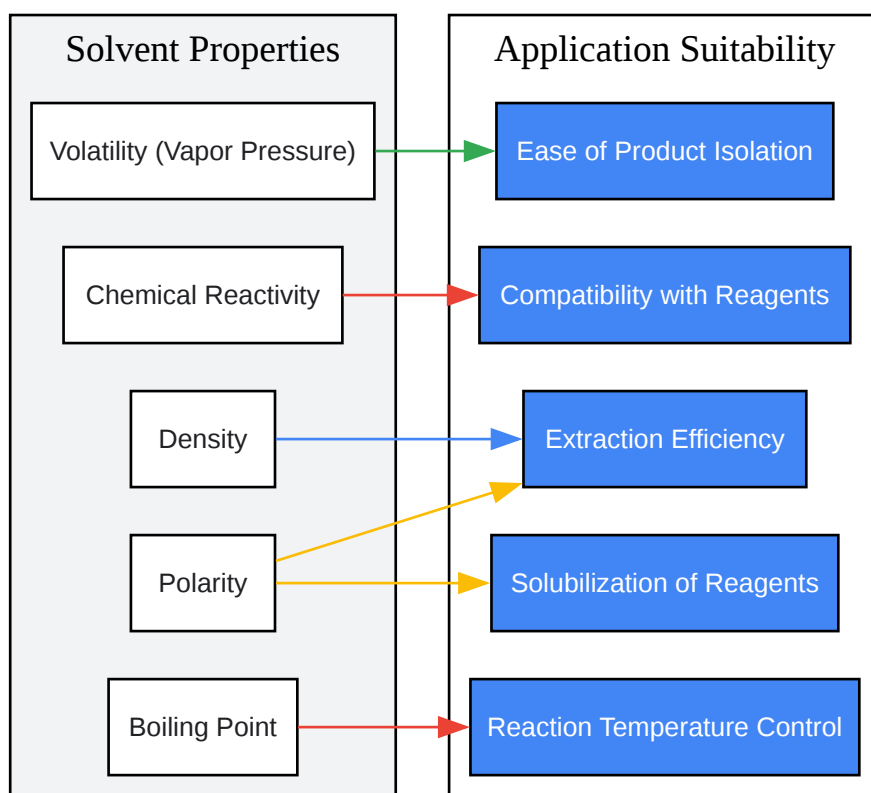 Solvent Properties
Application Suitability
Volatility (Vapor Pressure)
Ease of Product Isolation
Chemical Reactivity
Compatibility with Reagents
Density
Extraction Efficiency
Polarity
Solubilization of Reagents
Boiling Point
Reaction Temperature Control